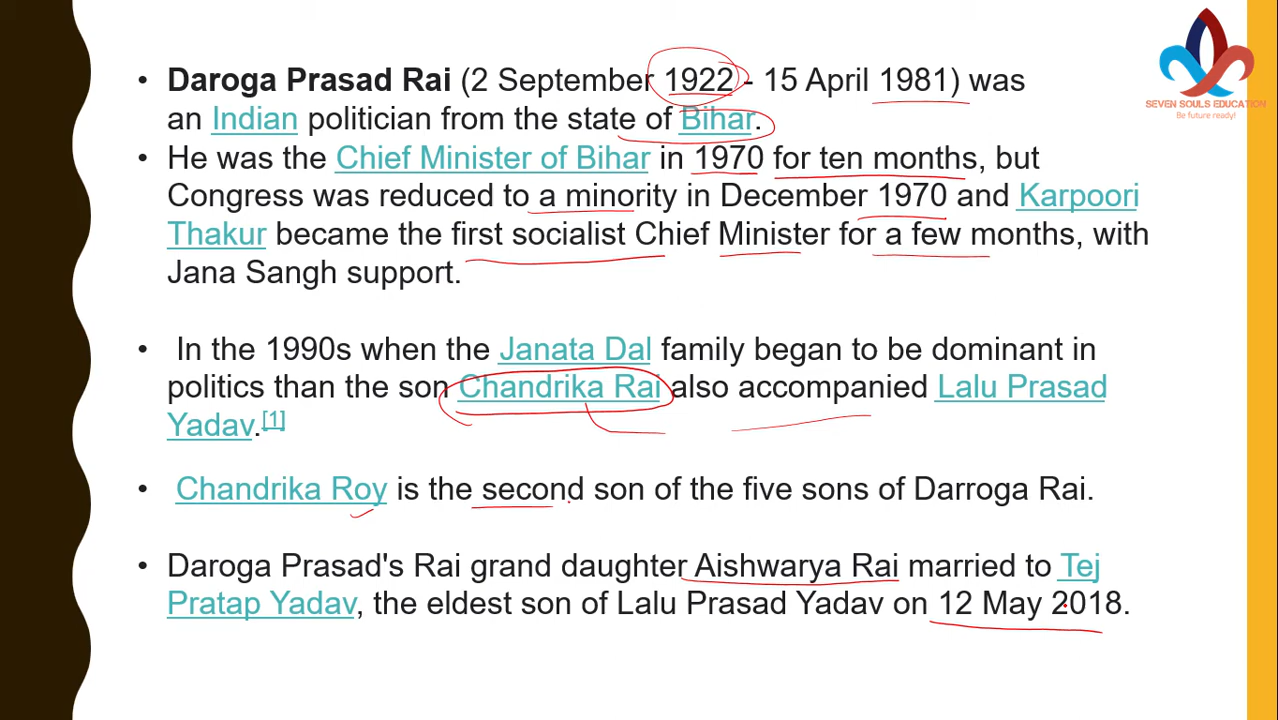 SEVEN SOULS EDUCATION
Be future ready!
• Daroga Prasad Rai (2 September 1922 - 15 April 1981) was
an Indian politician from the state of Bihar.
• He was the Chief Minister of Bihar in 1970 for ten months, but
Congress was reduced to a minority in December 1970 and Karpoori
Thakur became the first socialist Chief Minister for a few months, with
Jana Sangh support.
• In the 1990s when the Janata Dal family began to be dominant in
politics than the son Chandrika Rai also accompanied Lalu Prasad
Yadav.[1]
• Chandrika Roy is the second son of the five sons of Darroga Rai.
• Daroga Prasad's Rai grand daughter Aishwarya Rai married to Tej
Pratap Yadav, the eldest son of Lalu Prasad Yadav on 12 May 2018.